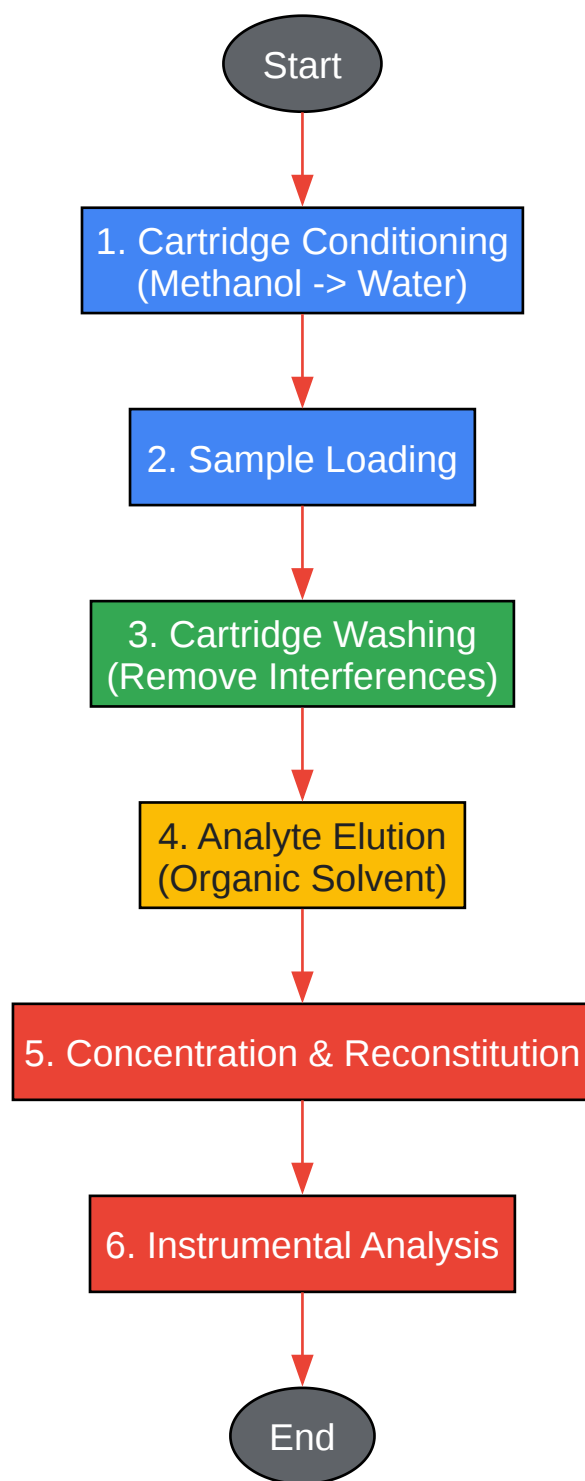 Start
1. Cartridge Conditioning
(Methanol -> Water)
2. Sample Loading
3. Cartridge Washing
(Remove Interferences)
4. Analyte Elution
(Organic Solvent)
5. Concentration & Reconstitution
6. Instrumental Analysis
End